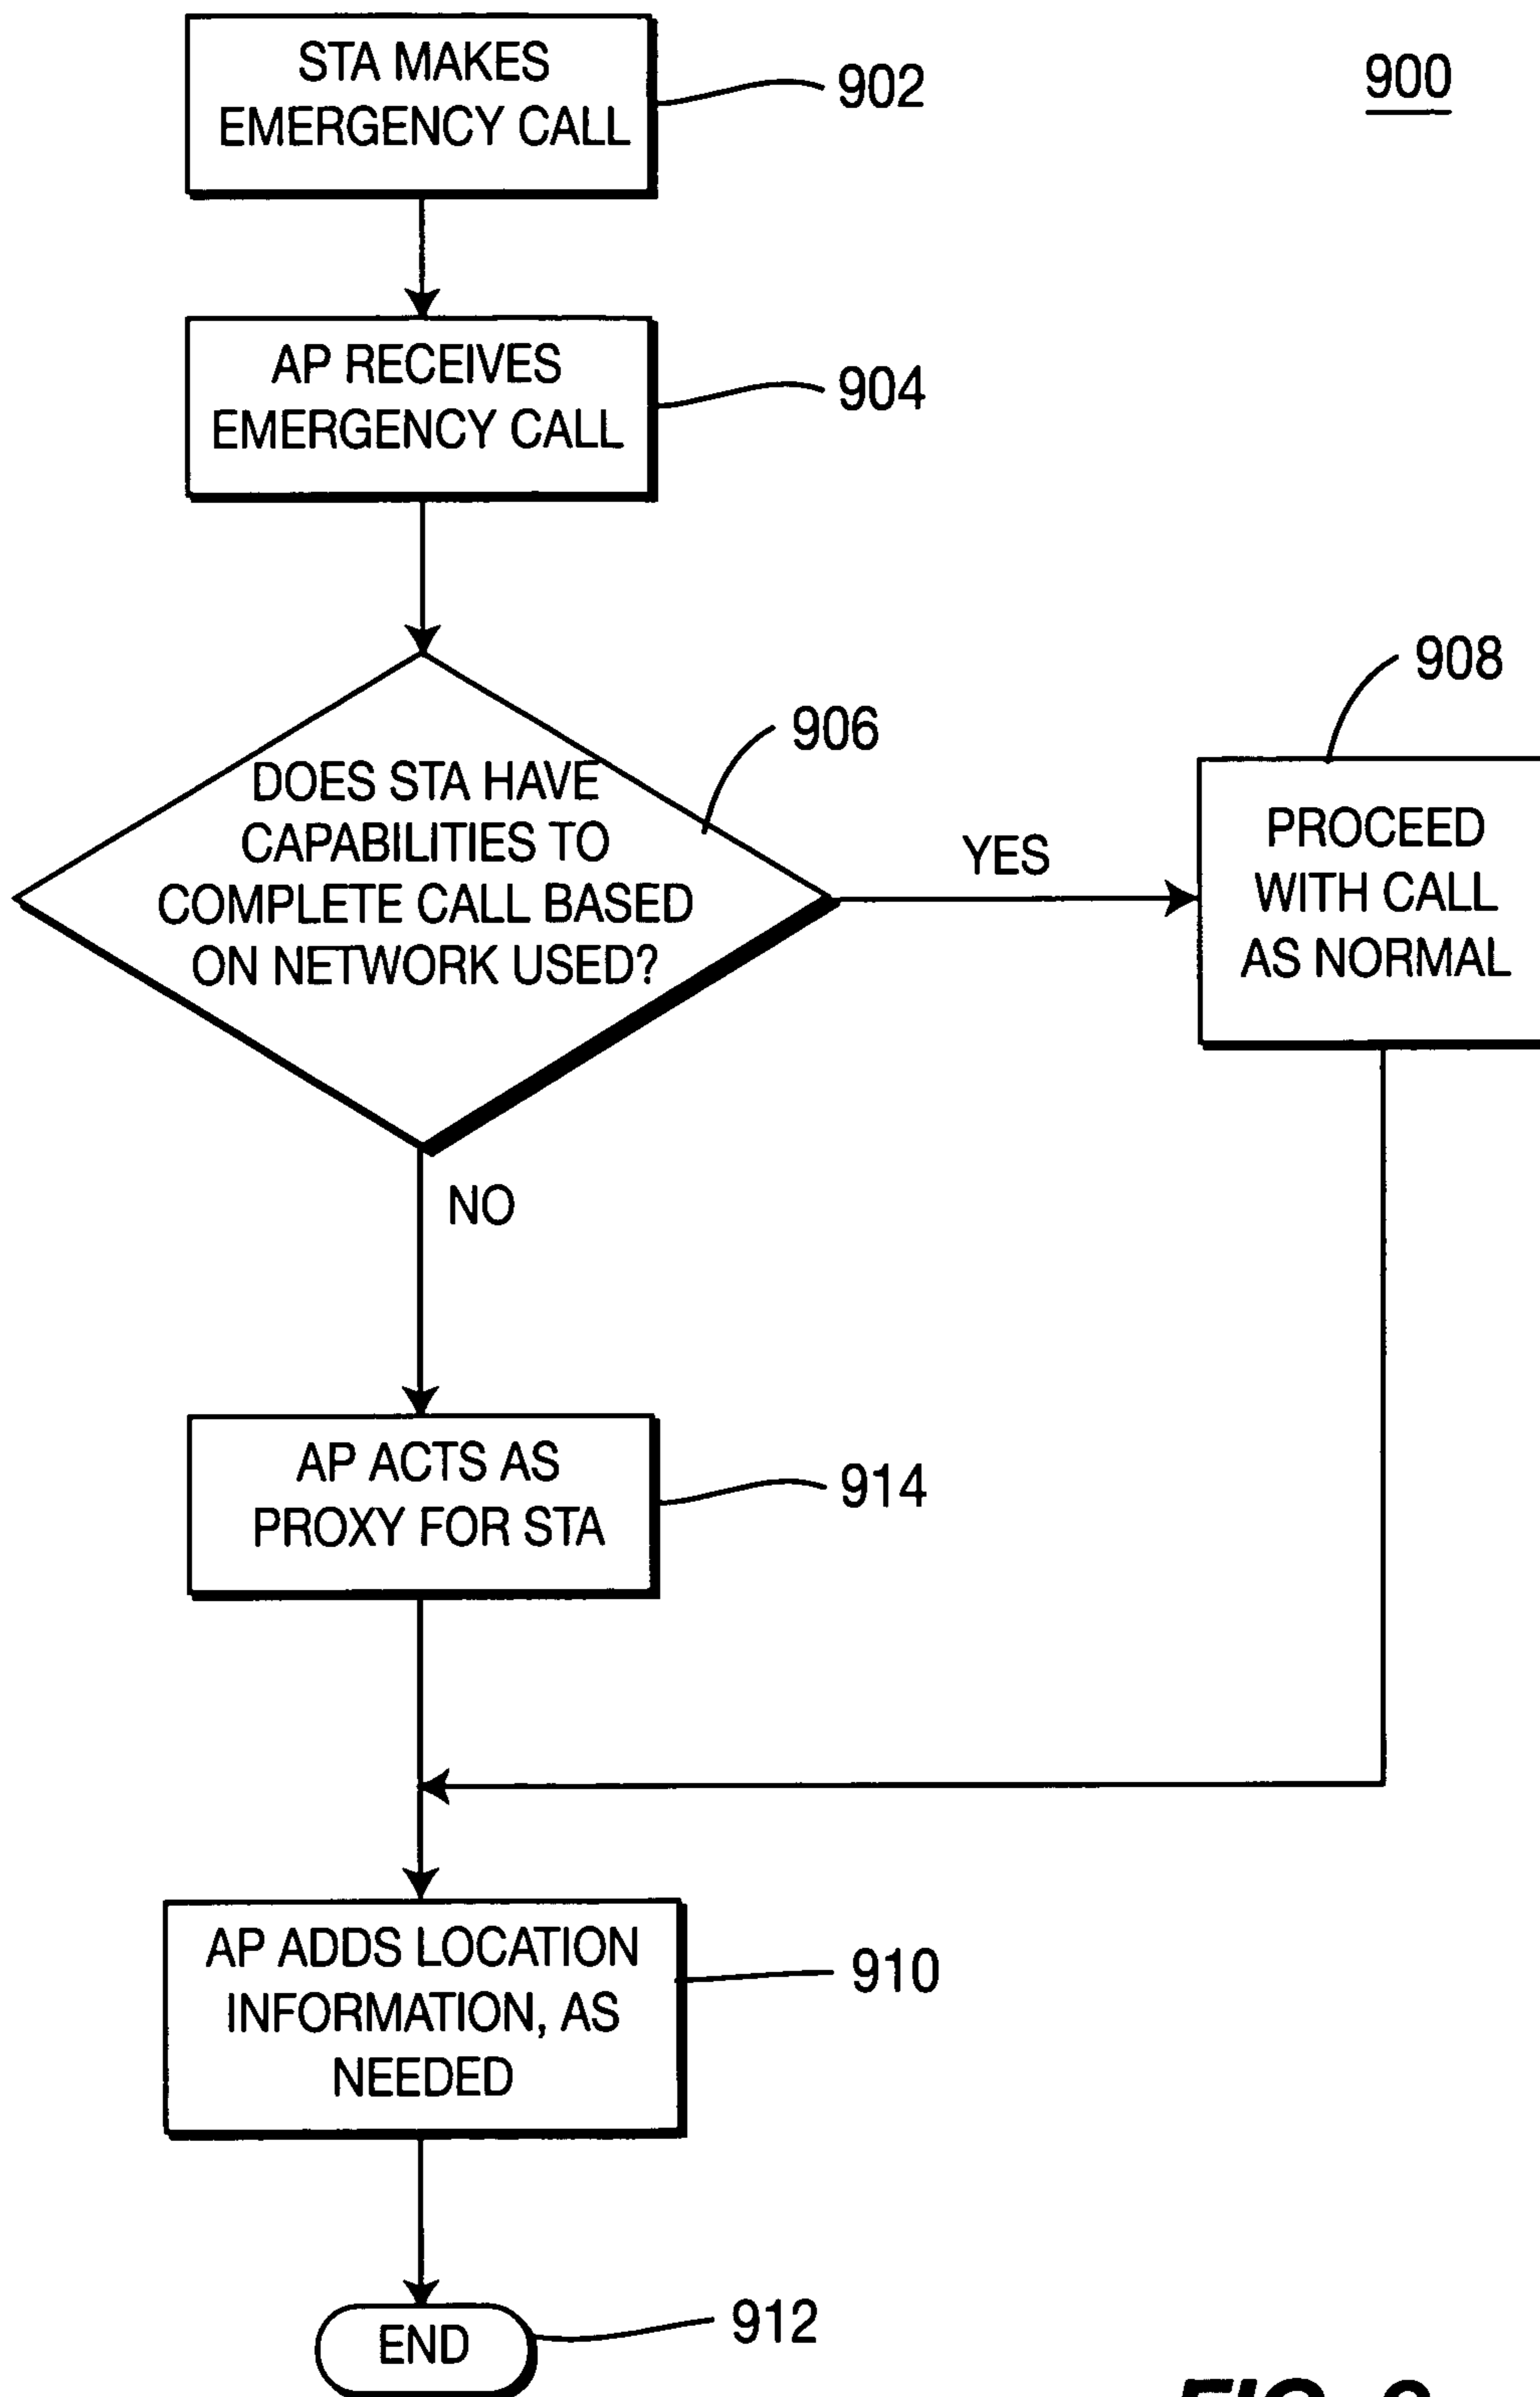 STA MAKES
EMERGENCY CALL
902
900
AP RECEIVES
EMERGENCY CALL
904
DOES STA HAVE
CAPABILITIES TO
COMPLETE CALL BASED
ON NETWORK USED?
906
YES
908
PROCEED
WITH CALL
AS NORMAL
NO
AP ACTS AS
PROXY FOR STA
914
AP ADDS LOCATION
INFORMATION, AS
NEEDED
910
END
912